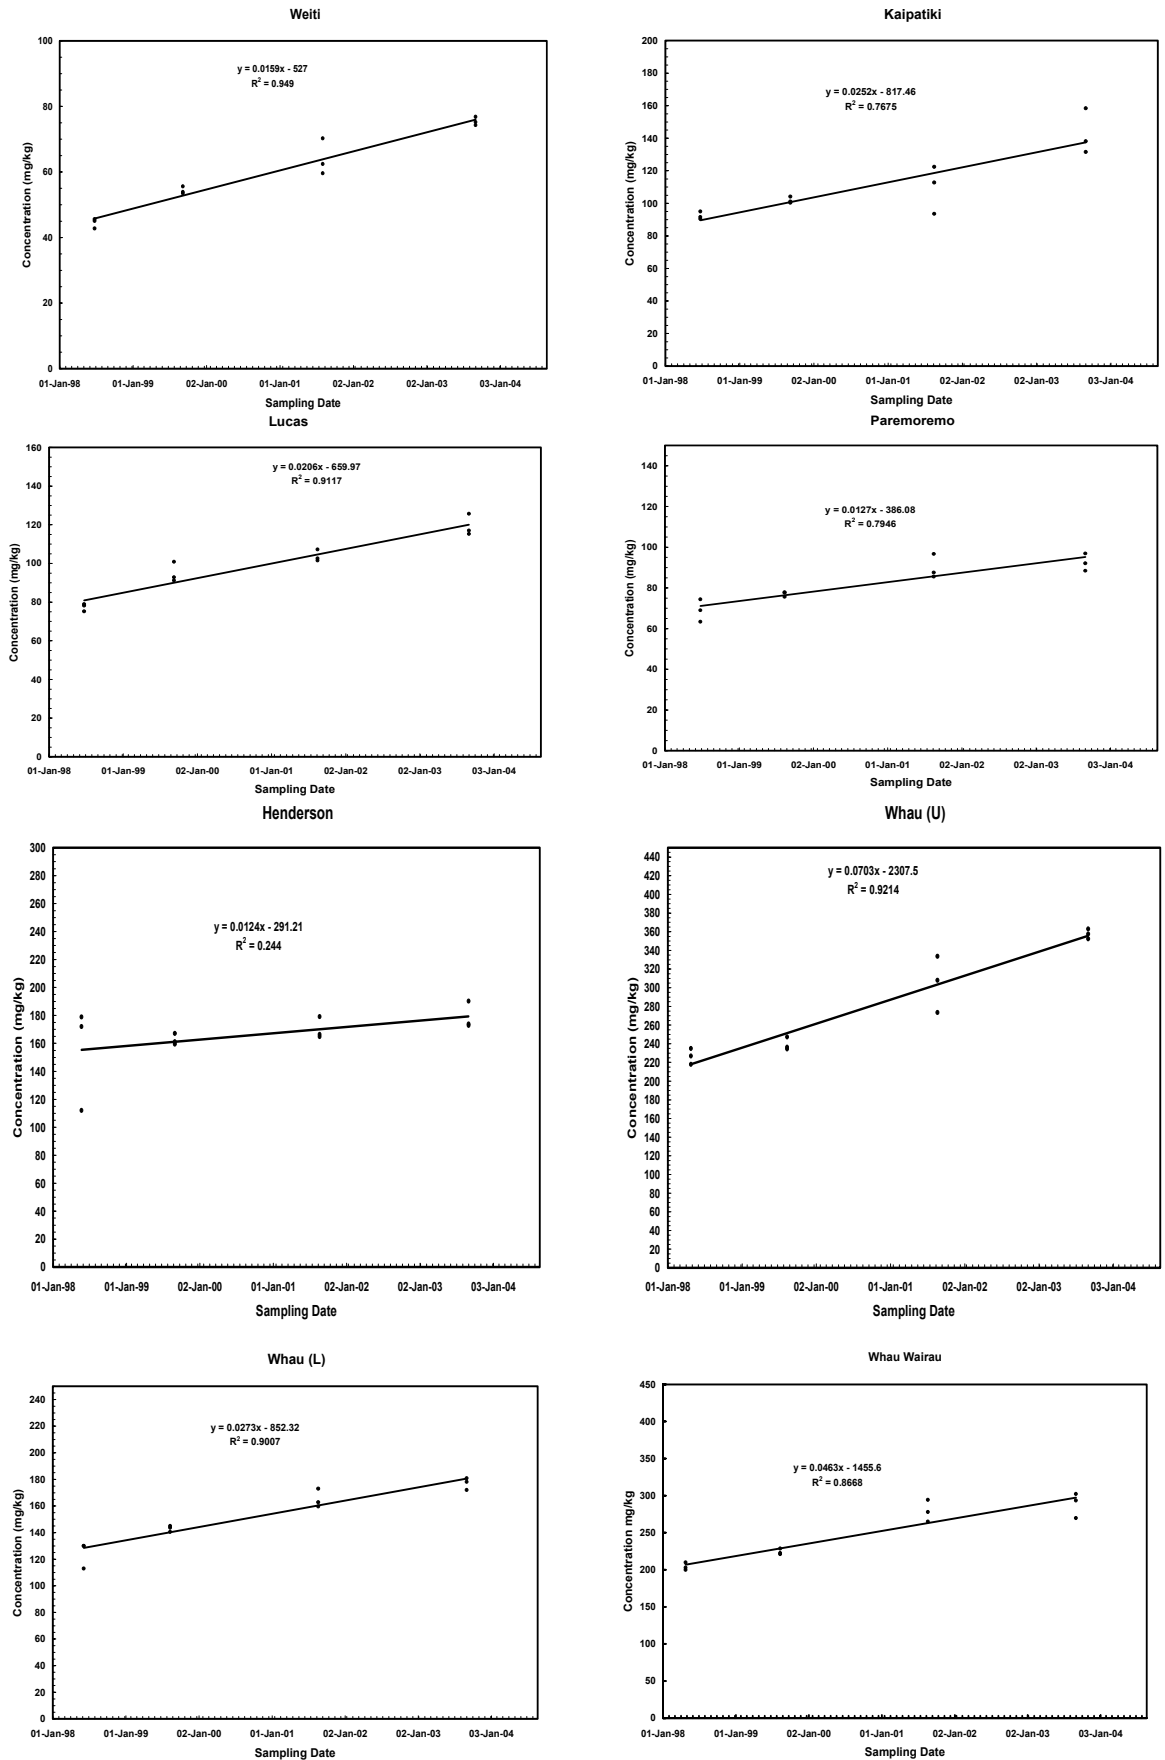 Weiti
y = 0.0159x - 527
R² = 0.949
Concentration (mg/kg)
100
80
60
40
20
0
01-Jan-98 01-Jan-99 02-Jan-00 01-Jan-01 02-Jan-02 02-Jan-03 03-Jan-04
Sampling Date
Kaipatiki
y = 0.0252x - 817.46
R² = 0.7675
Concentration (mg/kg)
200
180
160
140
120
100
80
60
40
20
0
01-Jan-98 01-Jan-99 02-Jan-00 01-Jan-01 02-Jan-02 02-Jan-03 03-Jan-04
Sampling Date
Lucas
y = 0.0206x - 659.97
R² = 0.9117
Concentration (mg/kg)
160
140
120
100
80
60
40
20
0
01-Jan-98 01-Jan-99 02-Jan-00 01-Jan-01 02-Jan-02 02-Jan-03 03-Jan-04
Sampling Date
Paremoremo
y = 0.0127x - 386.08
R² = 0.7946
Concentration (mg/kg)
140
120
100
80
60
40
20
0
01-Jan-98 01-Jan-99 02-Jan-00 01-Jan-01 02-Jan-02 02-Jan-03 03-Jan-04
Sampling Date
Henderson
y = 0.0124x - 291.21
R² = 0.244
Concentration (mg/kg)
300
290
280
270
260
250
240
230
220
210
200
190
180
170
160
150
140
130
120
110
100
90
80
70
60
50
40
30
20
10
0
01-Jan-98 01-Jan-99 02-Jan-00 01-Jan-01 02-Jan-02 02-Jan-03 03-Jan-04
Sampling Date
Whau (U)
y = 0.0703x - 2307.5
R² = 0.9214
Concentration (mg/kg)
440
420
400
380
360
340
320
300
280
260
240
220
200
180
160
140
120
100
80
60
40
20
0
01-Jan-98 01-Jan-99 02-Jan-00 01-Jan-01 02-Jan-02 02-Jan-03 03-Jan-04
Sampling Date
Whau (L)
y = 0.0273x - 852.32
R² = 0.9007
Concentration (mg/kg)
240
220
200
180
160
140
120
100
80
60
40
20
0
01-Jan-98 01-Jan-99 02-Jan-00 01-Jan-01 02-Jan-02 02-Jan-03 03-Jan-04
Sampling Date
Whau Wairau
y = 0.0463x - 1455.6
R² = 0.8668
Concentration mg/kg
450
400
350
300
250
200
150
100
50
0
01-Jan-98 01-Jan-99 02-Jan-00 01-Jan-01 02-Jan-02 02-Jan-03 03-Jan-04
Sampling Date